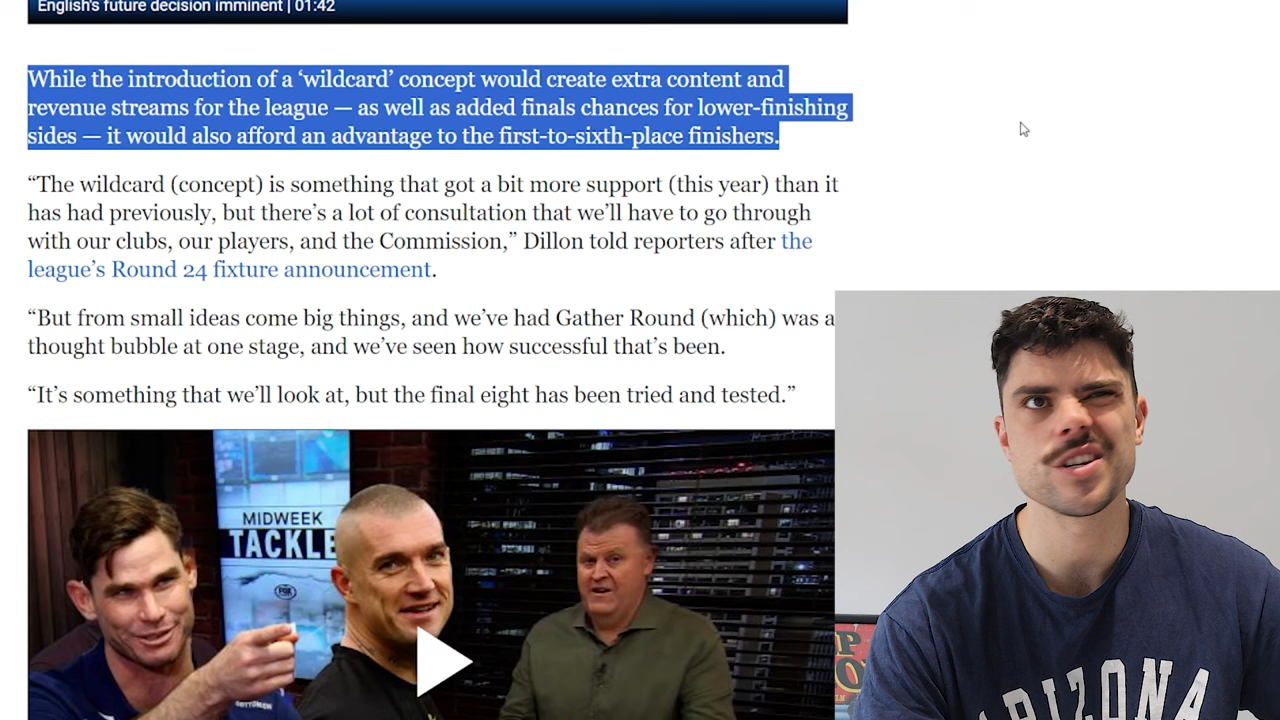 English's future decision imminent | 01:42
While the introduction of a ‘wildcard’ concept would create extra content and
revenue streams for the league — as well as added finals chances for lower-finishing
sides — it would also afford an advantage to the first-to-sixth-place finishers.
“The wildcard (concept) is something that got a bit more support (this year) than it
has had previously, but there’s a lot of consultation that we’ll have to go through
with our clubs, our players, and the Commission,” Dillon told reporters after the
league’s Round 24 fixture announcement.
“But from small ideas come big things, and we’ve had Gather Round (which) was a
thought bubble at one stage, and we’ve seen how successful that’s been.
“It’s something that we’ll look at, but the final eight has been tried and tested.”
MIDWEEK
TACKLE
FOX
ARIZONA